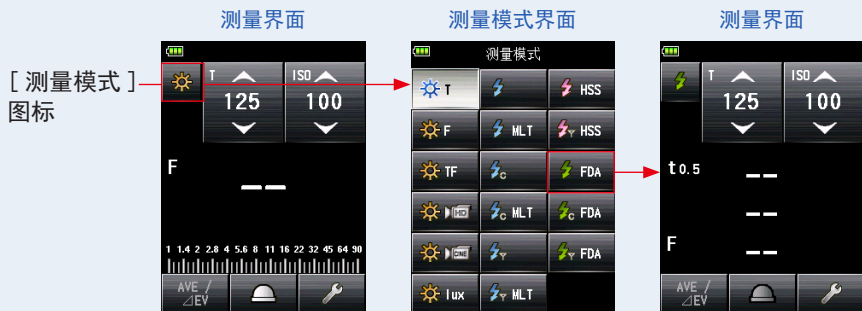 测量界面
测量模式界面
测量界面
[ 测量模式 ]
图标
T
125
ISO
100
F
-- 
1 1.4 2 2.8 4 5.6 8 11 16 22 32 45 64 90
AVE /
⊿EV
测量模式
T
HSS
F
MLT
HSS
TF
C
FDA
HD
C MLT
C FDA
CINE
FDA
lux
MLT
T
125
ISO
100
t0.5
--
--
F
--
AVE /
⊿EV